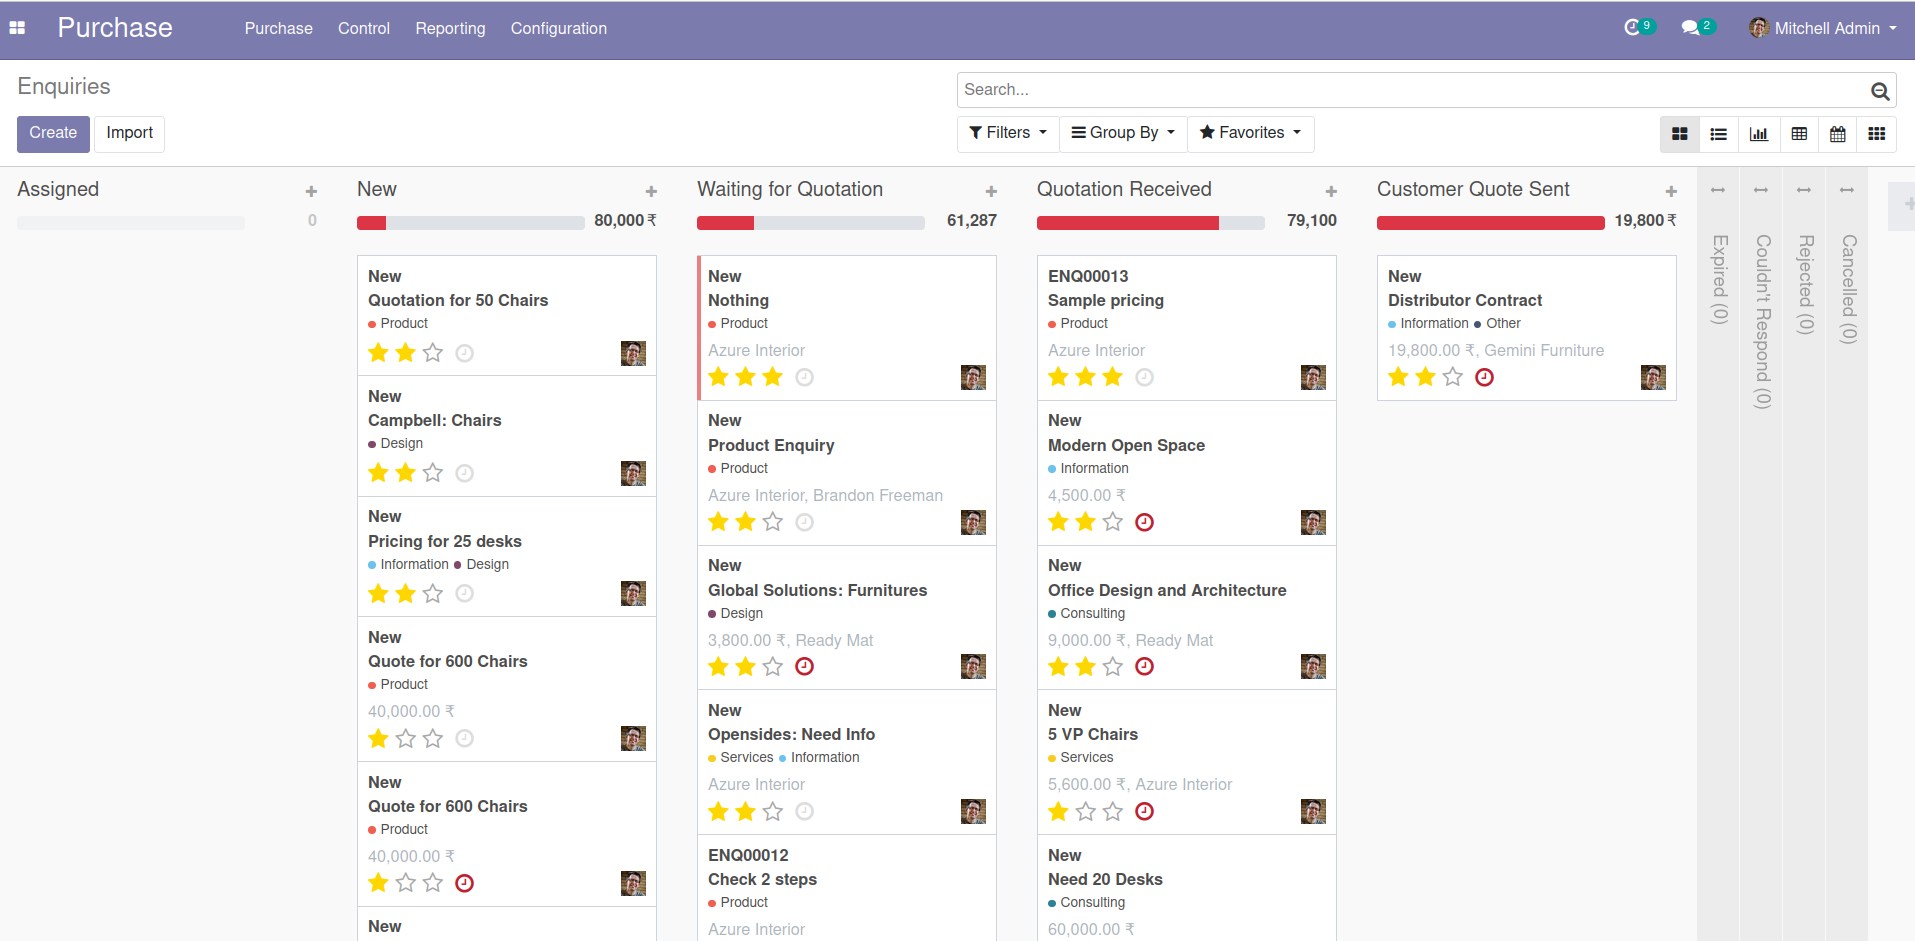 Purchase
Purchase Control Reporting Configuration
9 2 Mitchell Admin
Enquiries
Search...
Create Import
Filters Group By Favorites
Assigned
0
New
80,000 ₹
New
Quotation for 50 Chairs
Product
New
Campbell: Chairs
Design
New
Pricing for 25 desks
Information Design
New
Quote for 600 Chairs
Product
40,000.00 ₹
New
Quote for 600 Chairs
Product
40,000.00 ₹
New
Waiting for Quotation
61,287
New
Nothing
Product
Azure Interior
New
Product Enquiry
Product
Azure Interior, Brandon Freeman
New
Global Solutions: Furnitures
Design
3,800.00 ₹, Ready Mat
New
Opensides: Need Info
Services Information
Azure Interior
ENQ00012
Check 2 steps
Product
Azure Interior
Quotation Received
79,100
ENQ00013
Sample pricing
Product
Azure Interior
New
Modern Open Space
Information
4,500.00 ₹
New
Office Design and Architecture
Consulting
9,000.00 ₹, Ready Mat
New
5 VP Chairs
Services
5,600.00 ₹, Azure Interior
New
Need 20 Desks
Consulting
60,000.00 ₹
Customer Quote Sent
19,800 ₹
New
Distributor Contract
Information Other
19,800.00 ₹, Gemini Furniture
Expired (0)
Couldn't Respond (0)
Rejected (0)
Cancelled (0)